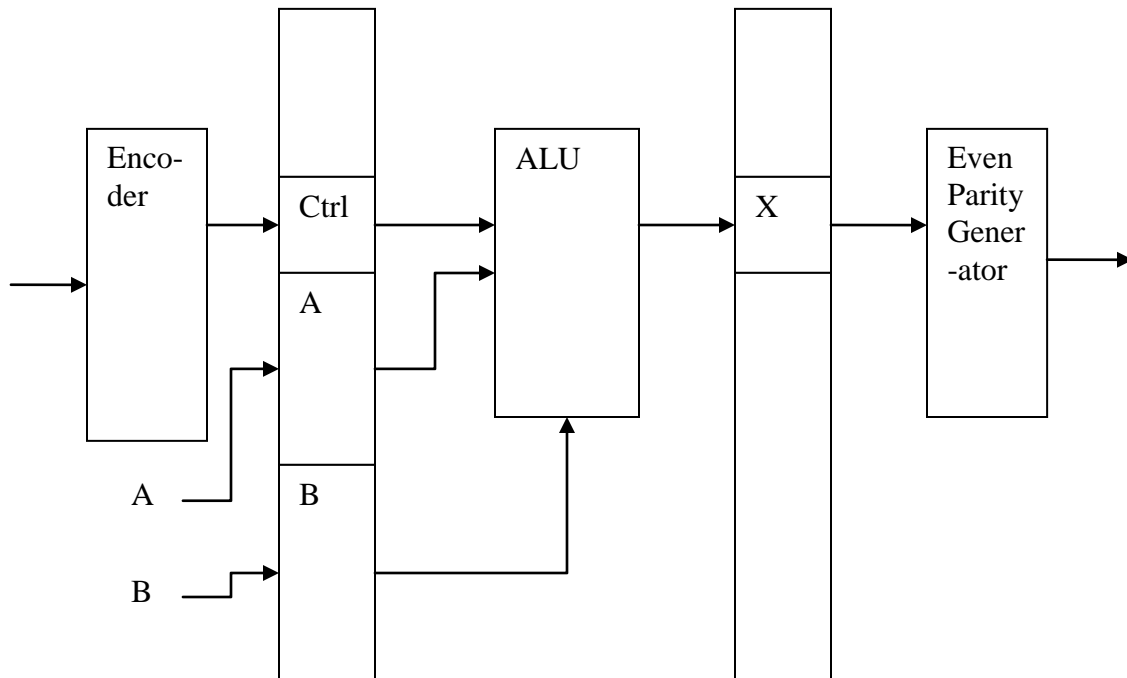 Enco-
der
Ctrl
A
B
A
B
ALU
X
Even
Parity
Gener
-ator